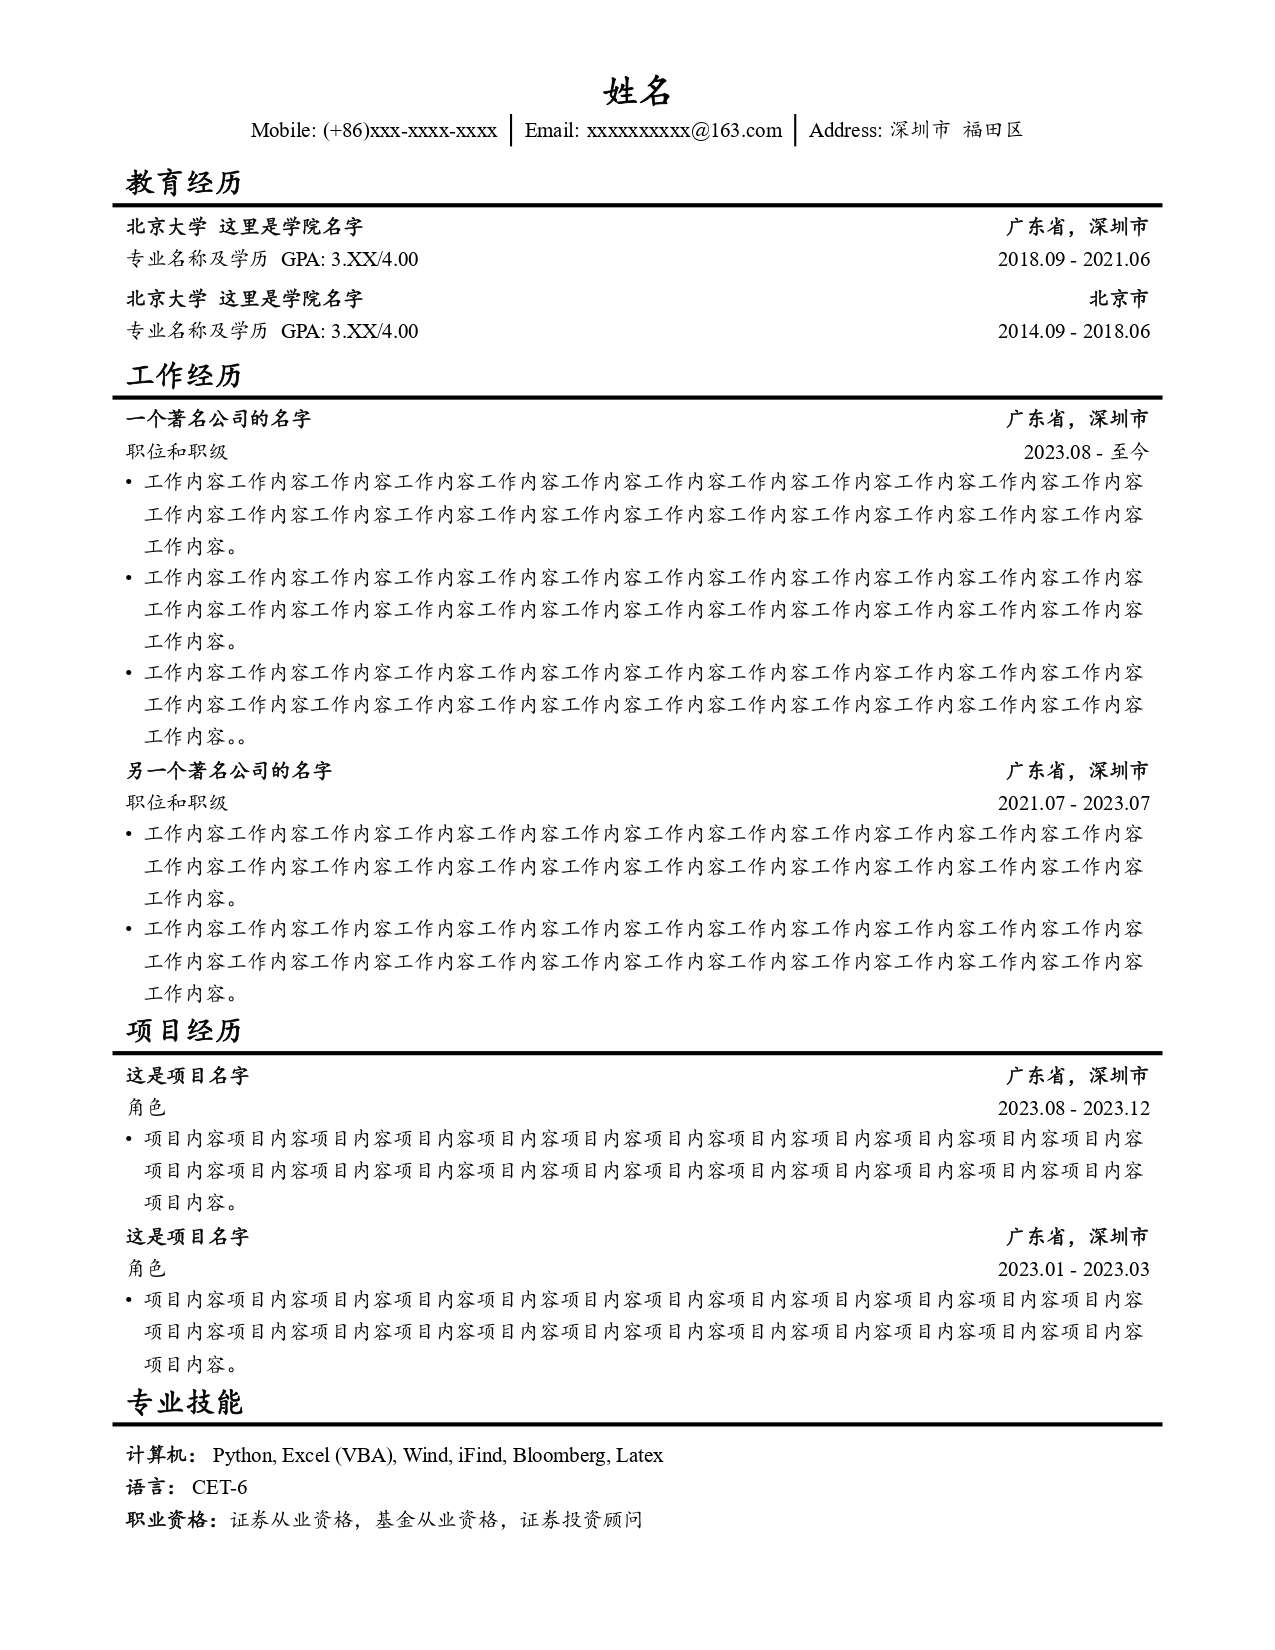 姓名
Mobile: (+86)xxx-xxxx-xxxx | Email: xxxxxxxxxx@163.com | Address: 深圳市 福田区
教育经历
北京大学 这里是学院名字 广东省，深圳市
专业名称及学历 GPA: 3.XX/4.00 2018.09 - 2021.06
北京大学 这里是学院名字 北京市
专业名称及学历 GPA: 3.XX/4.00 2014.09 - 2018.06
工作经历
一个著名公司的名字 广东省，深圳市
职位和职级 2023.08 - 至今
• 工作内容工作内容工作内容工作内容工作内容工作内容工作内容工作内容工作内容工作内容工作内容工作内容
工作内容工作内容工作内容工作内容工作内容工作内容工作内容工作内容工作内容工作内容工作内容工作内容
工作内容。
• 工作内容工作内容工作内容工作内容工作内容工作内容工作内容工作内容工作内容工作内容工作内容工作内容
工作内容工作内容工作内容工作内容工作内容工作内容工作内容工作内容工作内容工作内容工作内容工作内容
工作内容。
• 工作内容工作内容工作内容工作内容工作内容工作内容工作内容工作内容工作内容工作内容工作内容工作内容
工作内容工作内容工作内容工作内容工作内容工作内容工作内容工作内容工作内容工作内容工作内容工作内容
工作内容。。
另一个著名公司的名字 广东省，深圳市
职位和职级 2021.07 - 2023.07
• 工作内容工作内容工作内容工作内容工作内容工作内容工作内容工作内容工作内容工作内容工作内容工作内容
工作内容工作内容工作内容工作内容工作内容工作内容工作内容工作内容工作内容工作内容工作内容工作内容
工作内容。
• 工作内容工作内容工作内容工作内容工作内容工作内容工作内容工作内容工作内容工作内容工作内容工作内容
工作内容工作内容工作内容工作内容工作内容工作内容工作内容工作内容工作内容工作内容工作内容工作内容
工作内容。
项目经历
这是项目名字 广东省，深圳市
角色 2023.08 - 2023.12
• 项目内容项目内容项目内容项目内容项目内容项目内容项目内容项目内容项目内容项目内容项目内容项目内容
项目内容项目内容项目内容项目内容项目内容项目内容项目内容项目内容项目内容项目内容项目内容项目内容
项目内容。
这是项目名字 广东省，深圳市
角色 2023.01 - 2023.03
• 项目内容项目内容项目内容项目内容项目内容项目内容项目内容项目内容项目内容项目内容项目内容项目内容
项目内容项目内容项目内容项目内容项目内容项目内容项目内容项目内容项目内容项目内容项目内容项目内容
项目内容。
专业技能
计算机： Python, Excel (VBA), Wind, iFind, Bloomberg, Latex
语言： CET-6
职业资格：证券从业资格，基金从业资格，证券投资顾问